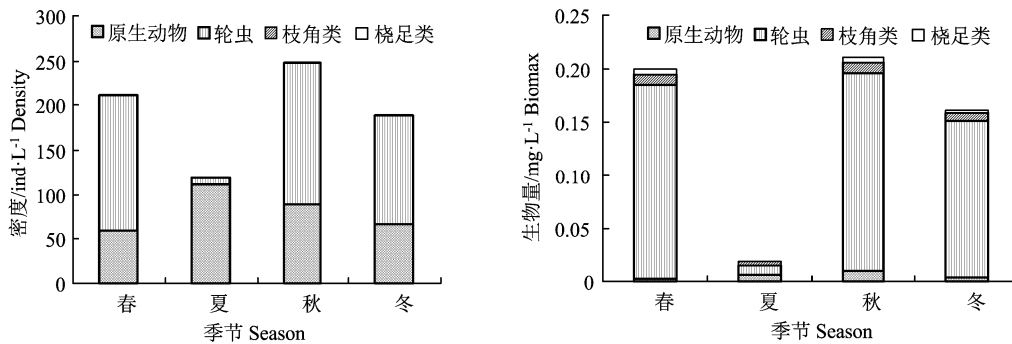 300
250
200
150
100
50
0
密度/ind·L⁻¹ Density
原生动物 轮虫 枝角类 桡足类
春 夏 秋 冬
季节 Season
0.25
0.20
0.15
0.10
0.05
0
生物量/mg·L⁻¹ Biomax
原生动物 轮虫 枝角类 桡足类
春 夏 秋 冬
季节 Season